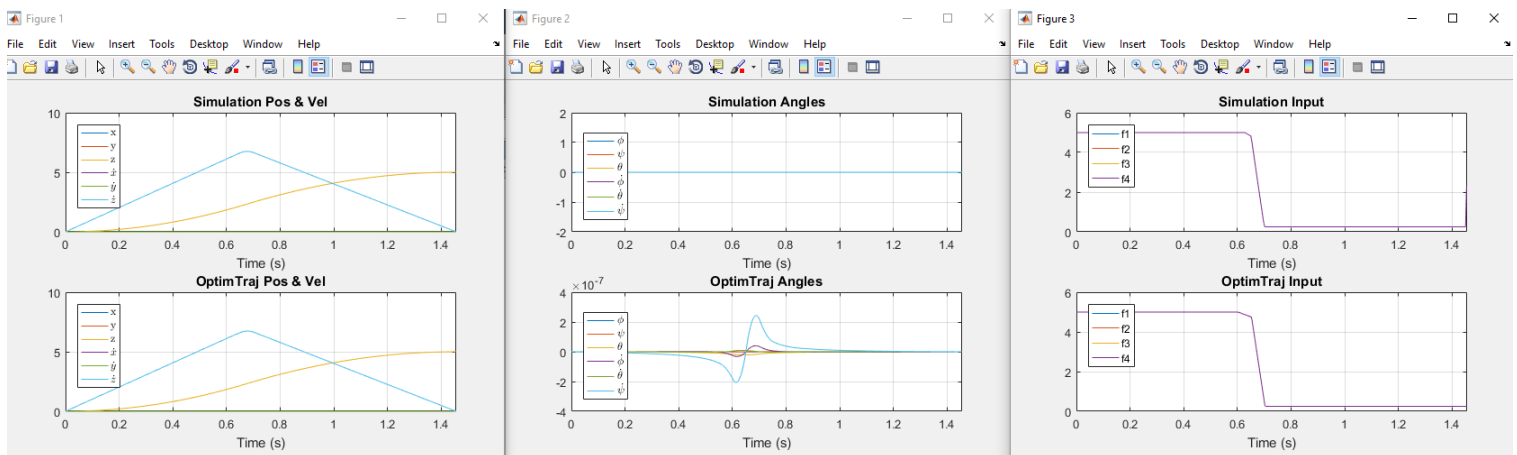 Figure 1
File Edit View Insert Tools Desktop Window Help
Simulation Pos & Vel
10
5
0
x
y
z
ẋ
ẏ
ż
0 0.2 0.4 0.6 0.8 1 1.2 1.4
Time (s)
OptimTraj Pos & Vel
10
5
0
x
y
z
ẋ
ẏ
ż
0 0.2 0.4 0.6 0.8 1 1.2 1.4
Time (s)
Figure 2
File Edit View Insert Tools Desktop Window Help
Simulation Angles
2
1
0
-1
-2
ϕ
ψ
θ
ϕ̇
θ̇
ψ̇
0 0.2 0.4 0.6 0.8 1 1.2 1.4
Time (s)
OptimTraj Angles
×10⁻⁷
4
2
0
-2
-4
ϕ
ψ
θ
ϕ̇
θ̇
ψ̇
0 0.2 0.4 0.6 0.8 1 1.2 1.4
Time (s)
Figure 3
File Edit View Insert Tools Desktop Window Help
Simulation Input
6
4
2
0
f1
f2
f3
f4
0 0.2 0.4 0.6 0.8 1 1.2 1.4
Time (s)
OptimTraj Input
6
4
2
0
f1
f2
f3
f4
0 0.2 0.4 0.6 0.8 1 1.2 1.4
Time (s)